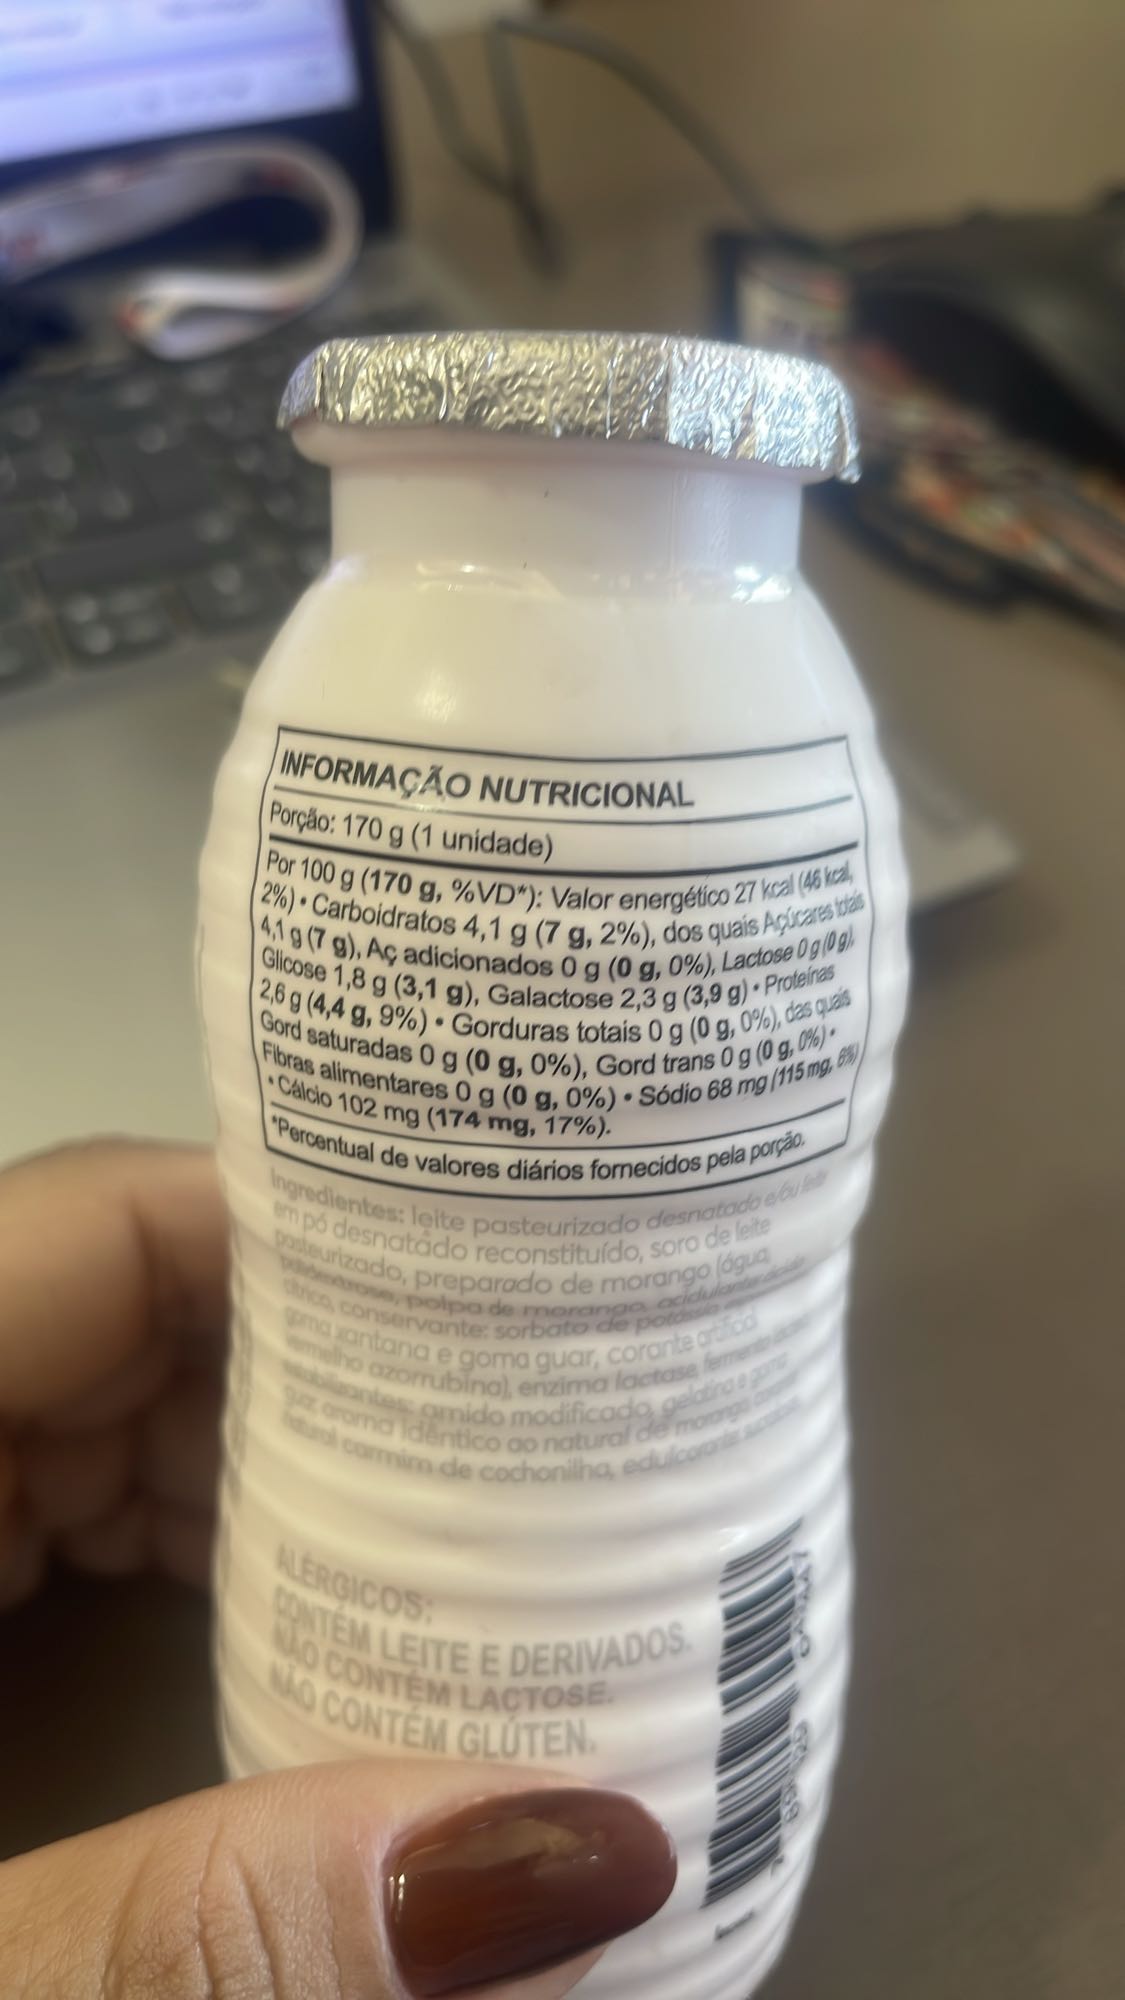 INFORMAÇÃO NUTRICIONAL
Porção: 170 g (1 unidade)
Por 100 g (170 g, %VD*): Valor energético 27 kcal (46 kcal,
2%) • Carboidratos 4,1 g (7 g, 2%), dos quais Açúcares totais
4,1 g (7 g), Aç adicionados 0 g (0 g, 0%), Lactose 0 g (0 g),
Glicose 1,8 g (3,1 g), Galactose 2,3 g (3,9 g) • Proteínas
2,6 g (4,4 g, 9%) • Gorduras totais 0 g (0 g, 0%), das quais
Gord saturadas 0 g (0 g, 0%), Gord trans 0 g (0 g, 0%) •
Fibras alimentares 0 g (0 g, 0%) • Sódio 68 mg (115 mg, 6%)
• Cálcio 102 mg (174 mg, 17%).
*Percentual de valores diários fornecidos pela porção.
Ingredientes: leite pasteurizado desnatado e/ou leite
em pó desnatado reconstituído, soro de leite
pasteurizado, preparado de morango (água,
polpa de morango, acidulante ácido
cítrico, conservante: sorbato de potássio
goma xantana e goma guar, corante artificial
vermelho azorrubina), enzima lactase, fermento
estabilizantes: amido modificado, gelatina e goma
guar, aroma idêntico ao natural de morango, corante
natural carmim de cochonilha, edulcorante
ALÉRGICOS:
CONTÉM LEITE E DERIVADOS.
NÃO CONTÉM LACTOSE.
NÃO CONTÉM GLÚTEN.